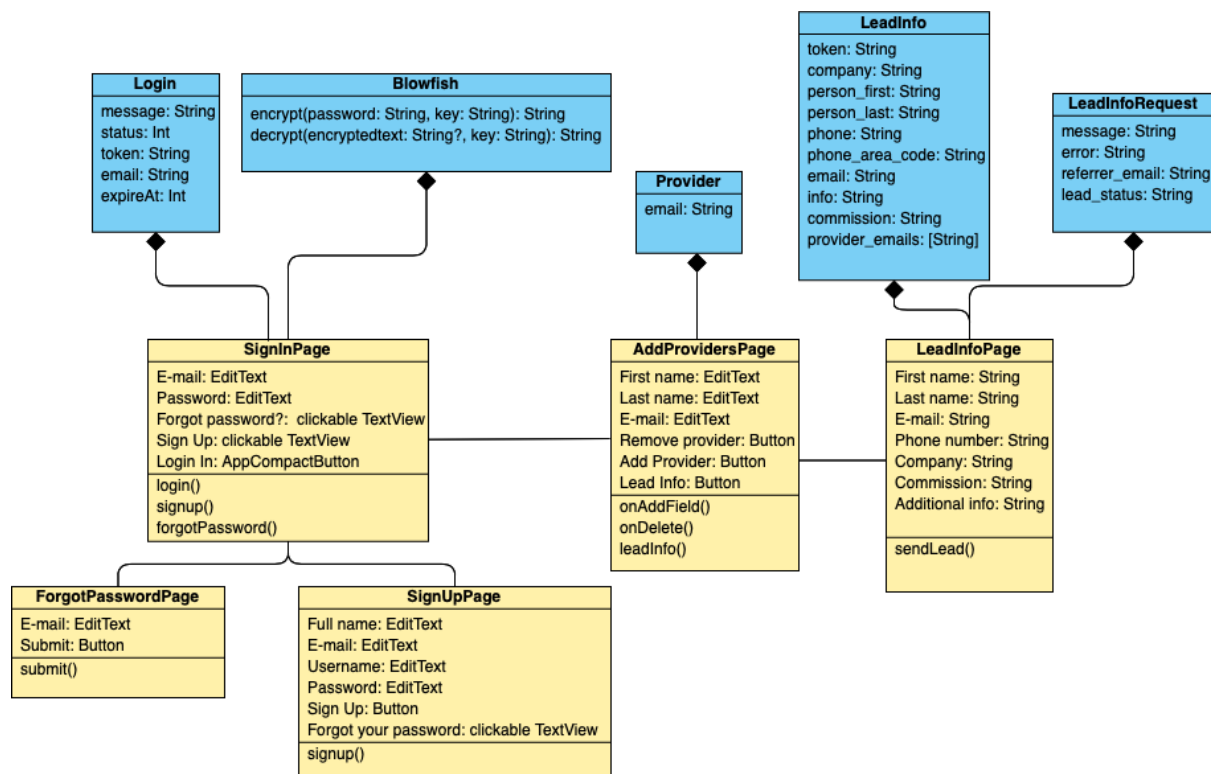 Login
message: String
status: Int
token: String
email: String
expireAt: Int
Blowfish
encrypt(password: String, key: String): String
decrypt(encryptedtext: String?, key: String): String
Provider
email: String
LeadInfo
token: String
company: String
person_first: String
person_last: String
phone: String
phone_area_code: String
email: String
info: String
commission: String
provider_emails: [String]
LeadInfoRequest
message: String
error: String
referrer_email: String
lead_status: String
SignInPage
E-mail: EditText
Password: EditText
Forgot password?: clickable TextView
Sign Up: clickable TextView
Login In: AppCompactButton
login()
signup()
forgotPassword()
AddProvidersPage
First name: EditText
Last name: EditText
E-mail: EditText
Remove provider: Button
Add Provider: Button
Lead Info: Button
onAddField()
onDelete()
leadInfo()
LeadInfoPage
First name: String
Last name: String
E-mail: String
Phone number: String
Company: String
Commission: String
Additional info: String
sendLead()
ForgotPasswordPage
E-mail: EditText
Submit: Button
submit()
SignUpPage
Full name: EditText
E-mail: EditText
Username: EditText
Password: EditText
Sign Up: Button
Forgot your password: clickable TextView
signup()